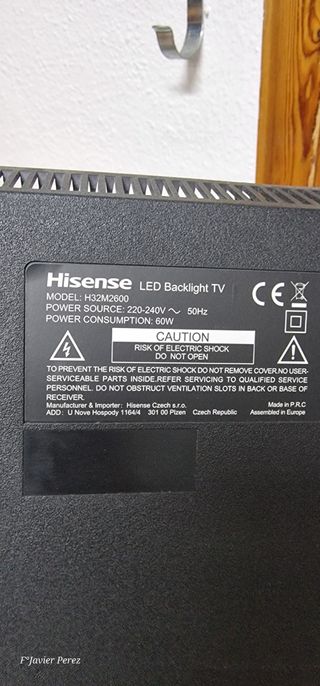 Hisense LED Backlight TV
MODEL: H32M2600
POWER SOURCE: 220-240V ~ 50Hz
POWER CONSUMPTION: 60W
CE
CAUTION
RISK OF ELECTRIC SHOCK
DO NOT OPEN
TO PREVENT THE RISK OF ELECTRIC SHOCK DO NOT REMOVE COVER.NO USER-
SERVICEABLE PARTS INSIDE.REFER SERVICING TO QUALIFIED SERVICE
PERSONNEL. DO NOT OBSTRUCT VENTILATION SLOTS IN BACK OR BASE OF
RECEIVER.
Manufacturer & Importer: Hisense Czech s.r.o. Made in P.R.C
ADD: U Nove Hospody 1164/4 301 00 Plzen Czech Republic Assembled in Europe
FºJavier Perez